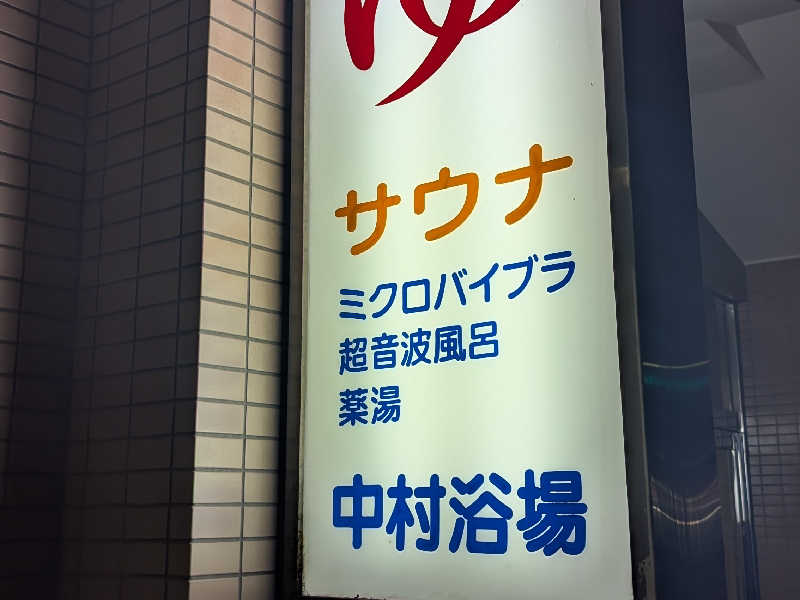 ゆ
サウナ
ミクロバイブラ
超音波風呂
薬湯
中村浴場